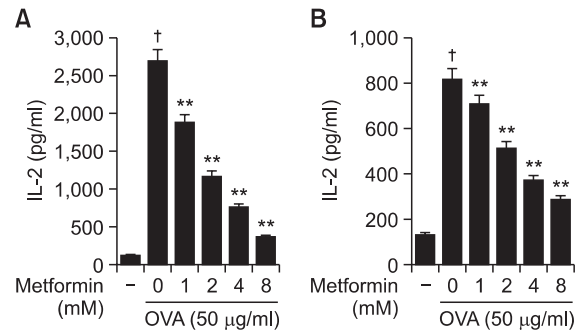 A
3,000
2,500
2,000
1,500
1,000
500
0
IL-2 (pg/ml)
†
**
**
**
**
Metformin
(mM)
– 0 1 2 4 8
OVA (50 µg/ml)
B
1,000
800
600
400
200
0
IL-2 (pg/ml)
†
**
**
**
**
Metformin
(mM)
– 0 1 2 4 8
OVA (50 µg/ml)